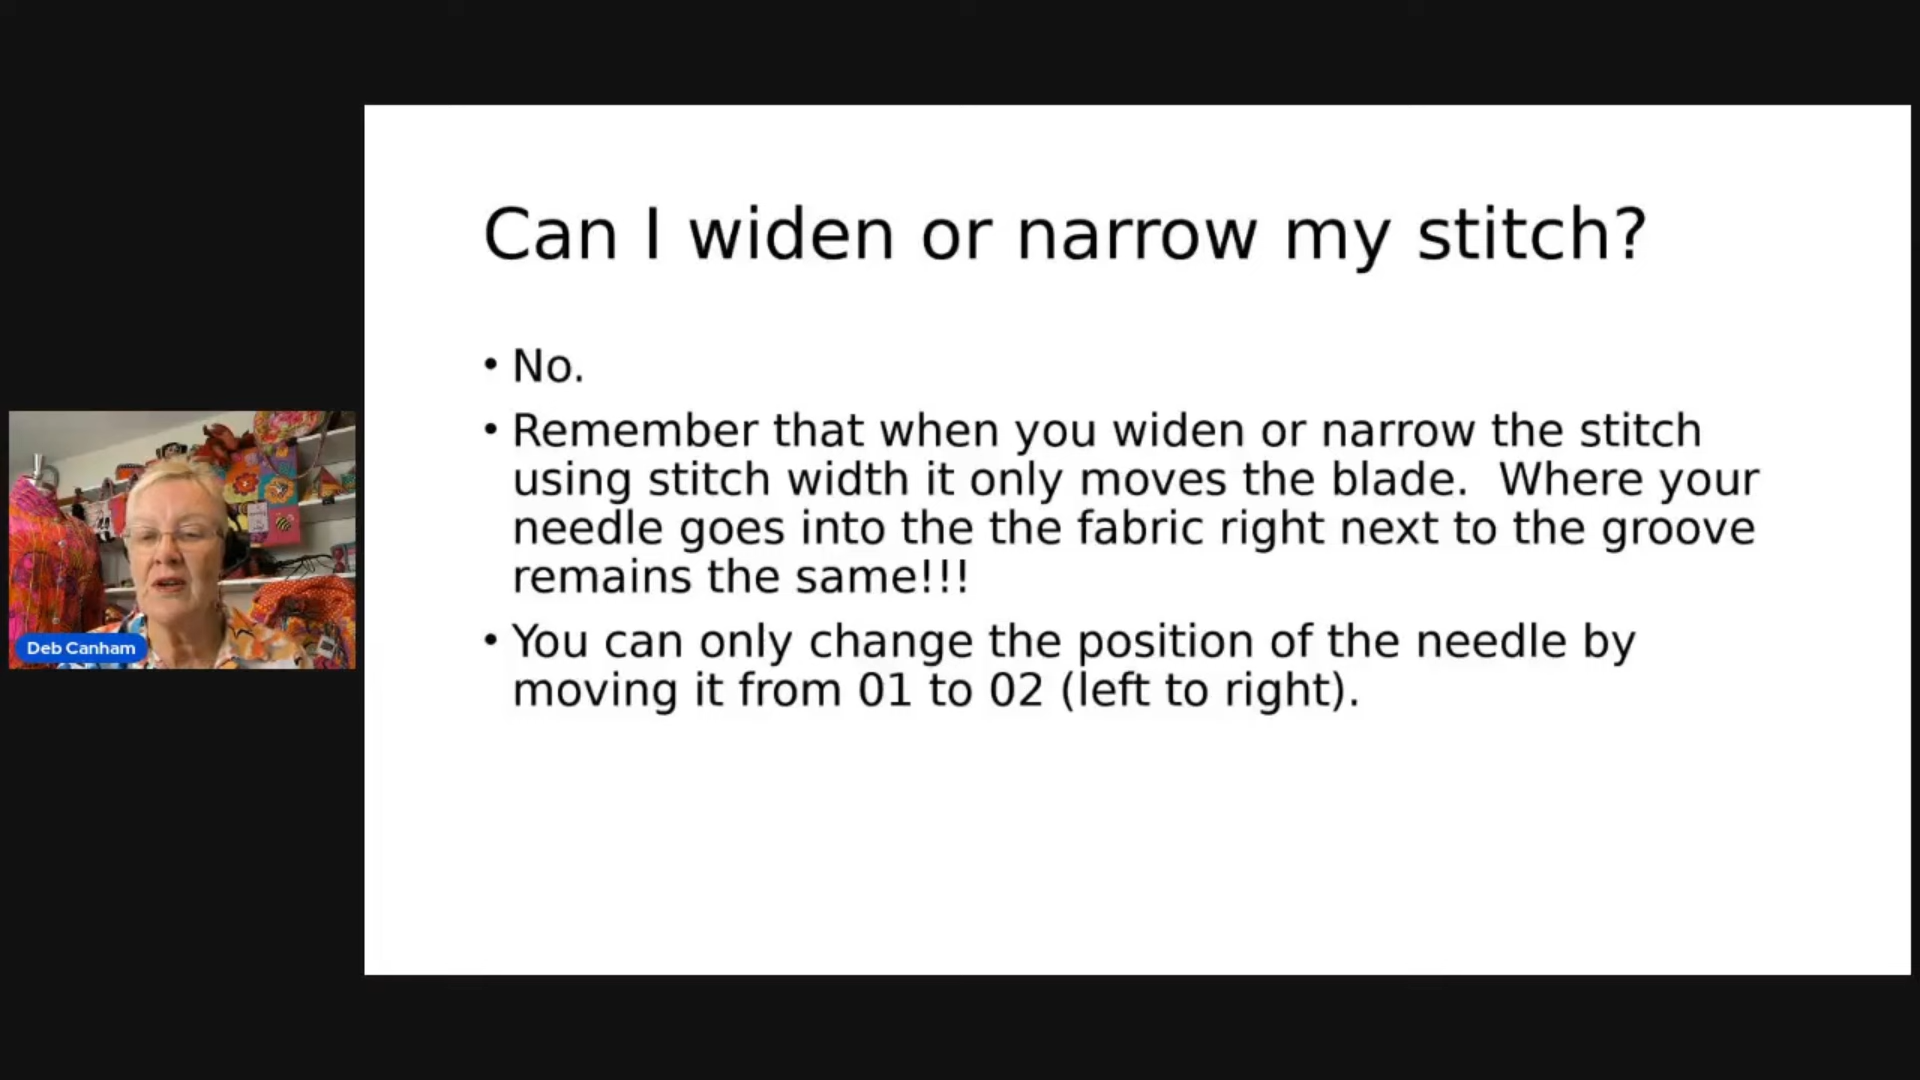 Can I widen or narrow my stitch?
• No.
• Remember that when you widen or narrow the stitch
using stitch width it only moves the blade.  Where your
needle goes into the the fabric right next to the groove
remains the same!!!
• You can only change the position of the needle by
moving it from 01 to 02 (left to right).
Deb Canham